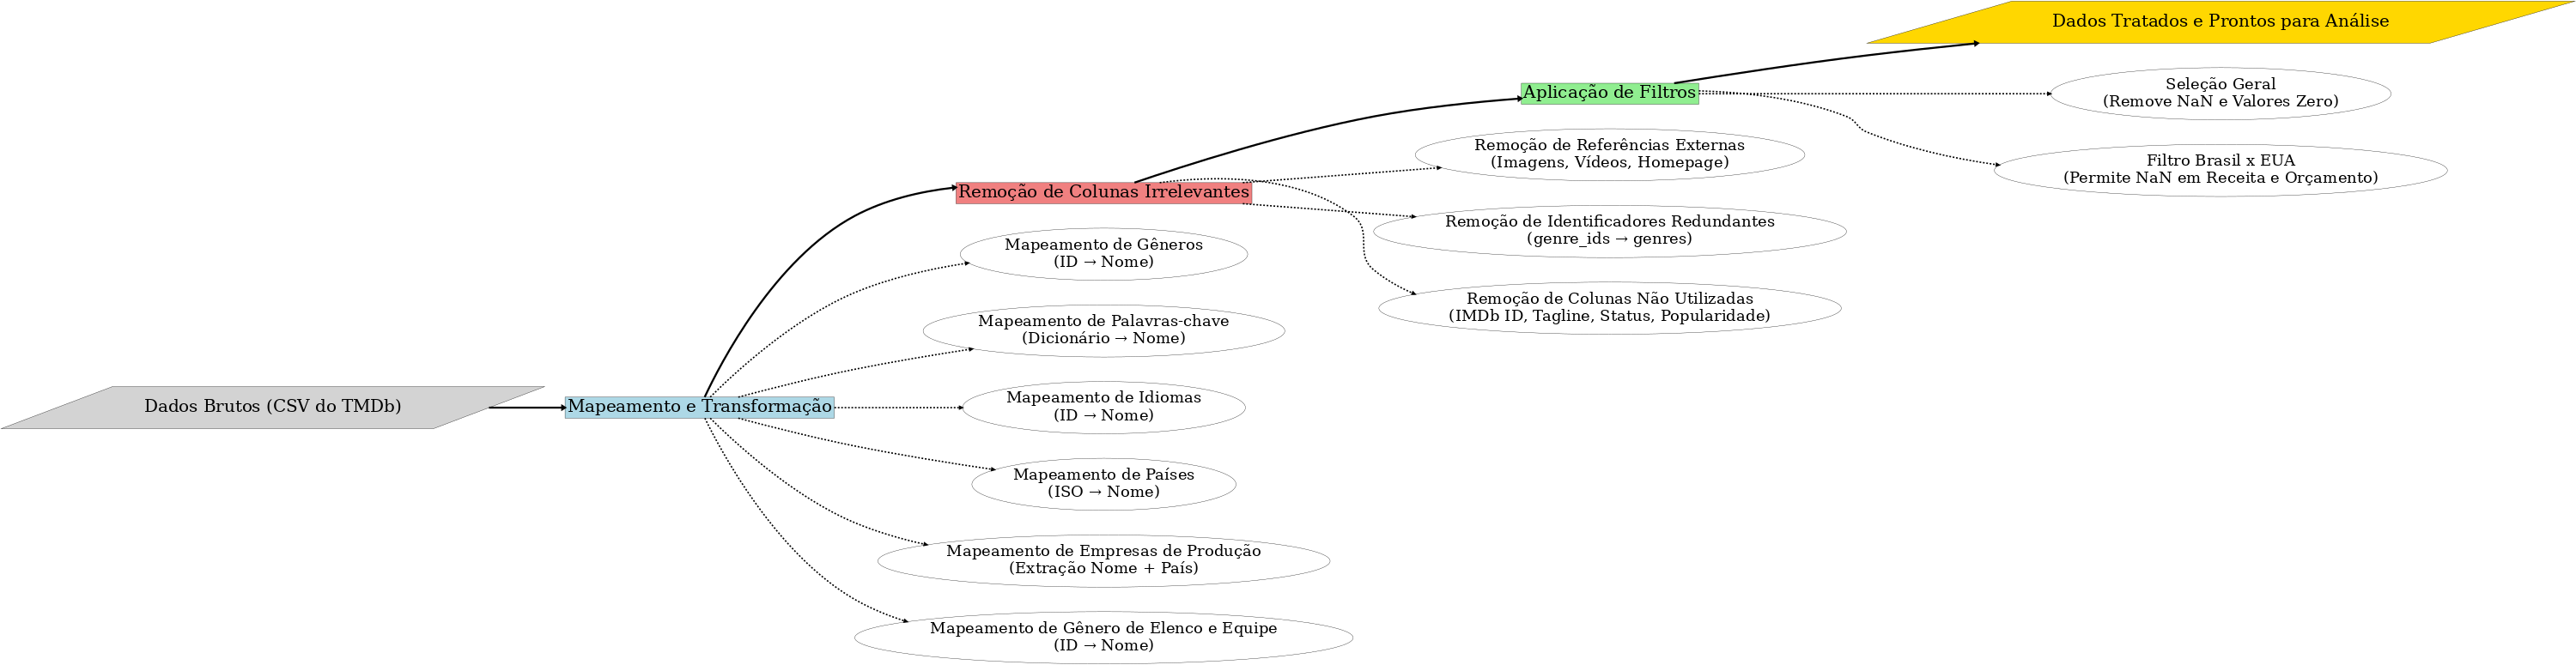 Dados Brutos (CSV do TMDb)
Mapeamento e Transformação
Mapeamento de Gêneros
(ID → Nome)
Mapeamento de Palavras-chave
(Dicionário → Nome)
Mapeamento de Idiomas
(ID → Nome)
Mapeamento de Países
(ISO → Nome)
Mapeamento de Empresas de Produção
(Extração Nome + País)
Mapeamento de Gênero de Elenco e Equipe
(ID → Nome)
Remoção de Colunas Irrelevantes
Remoção de Referências Externas
(Imagens, Vídeos, Homepage)
Remoção de Identificadores Redundantes
(genre_ids → genres)
Remoção de Colunas Não Utilizadas
(IMDb ID, Tagline, Status, Popularidade)
Aplicação de Filtros
Seleção Geral
(Remove NaN e Valores Zero)
Filtro Brasil x EUA
(Permite NaN em Receita e Orçamento)
Dados Tratados e Prontos para Análise